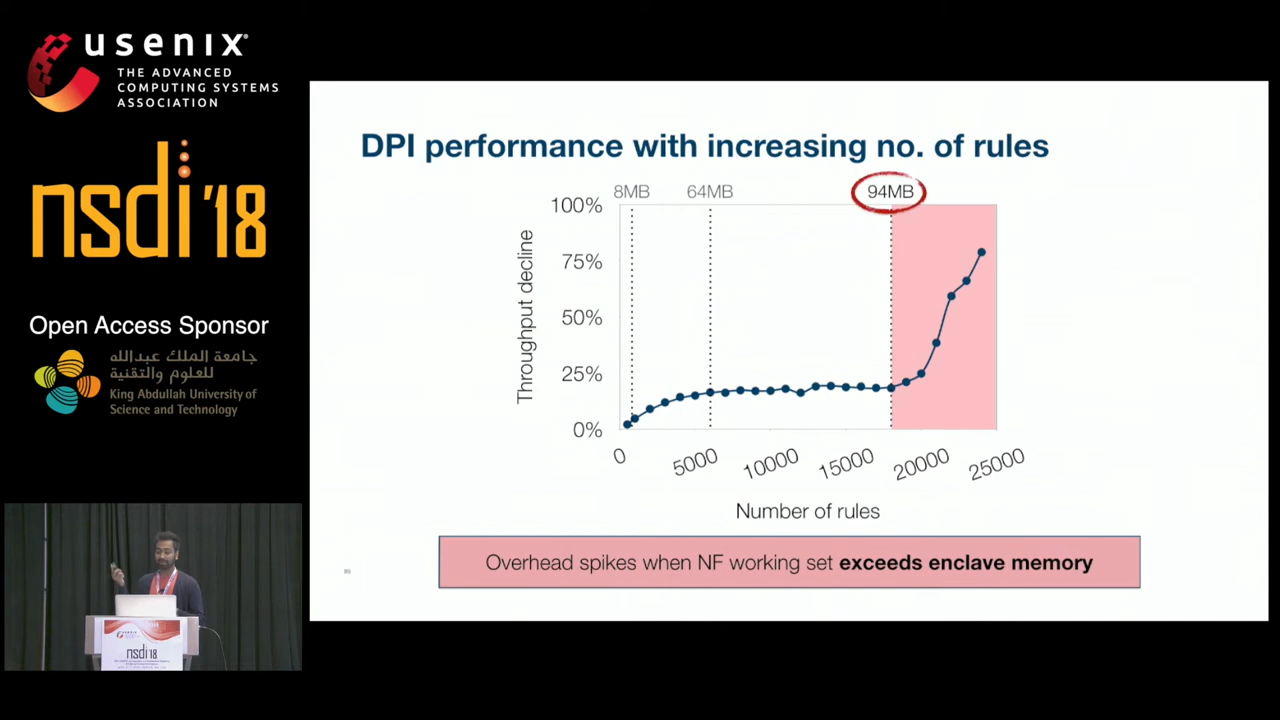 usenix
THE ADVANCED
COMPUTING SYSTEMS
ASSOCIATION
nsdi '18
Open Access Sponsor
جامعة الملك عبدالله
للعلوم والتقنية
King Abdullah University of
Science and Technology
DPI performance with increasing no. of rules
8MB 64MB 94MB
100%
75%
50%
25%
0%
Throughput decline
0 5000 10000 15000 20000 25000
Number of rules
Overhead spikes when NF working set exceeds enclave memory
usenix
nsdi'18